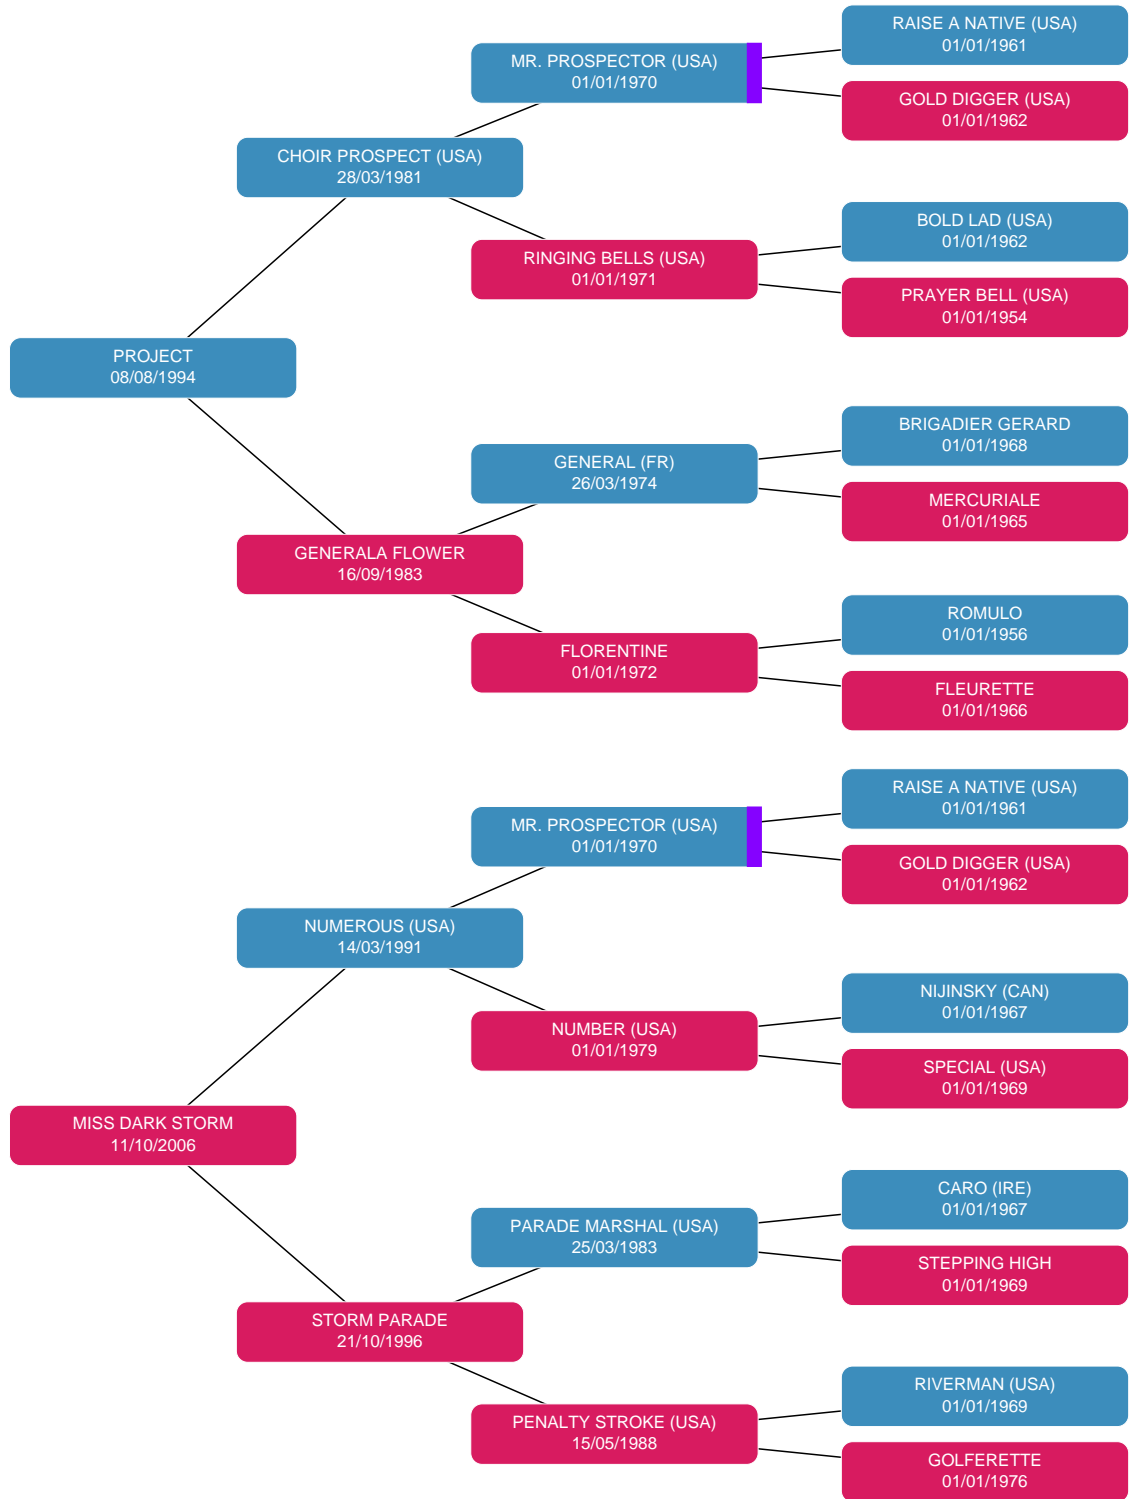 RAISE A NATIVE (USA)
01/01/1961
MR. PROSPECTOR (USA)
01/01/1970
GOLD DIGGER (USA)
01/01/1962
CHOIR PROSPECT (USA)
28/03/1981
BOLD LAD (USA)
01/01/1962
RINGING BELLS (USA)
01/01/1971
PRAYER BELL (USA)
01/01/1954
PROJECT
08/08/1994
BRIGADIER GERARD
01/01/1968
GENERAL (FR)
26/03/1974
MERCURIALE
01/01/1965
GENERALA FLOWER
16/09/1983
ROMULO
01/01/1956
FLORENTINE
01/01/1972
FLEURETTE
01/01/1966
RAISE A NATIVE (USA)
01/01/1961
MR. PROSPECTOR (USA)
01/01/1970
GOLD DIGGER (USA)
01/01/1962
NUMEROUS (USA)
14/03/1991
NIJINSKY (CAN)
01/01/1967
NUMBER (USA)
01/01/1979
SPECIAL (USA)
01/01/1969
MISS DARK STORM
11/10/2006
CARO (IRE)
01/01/1967
PARADE MARSHAL (USA)
25/03/1983
STEPPING HIGH
01/01/1969
STORM PARADE
21/10/1996
RIVERMAN (USA)
01/01/1969
PENALTY STROKE (USA)
15/05/1988
GOLFERETTE
01/01/1976